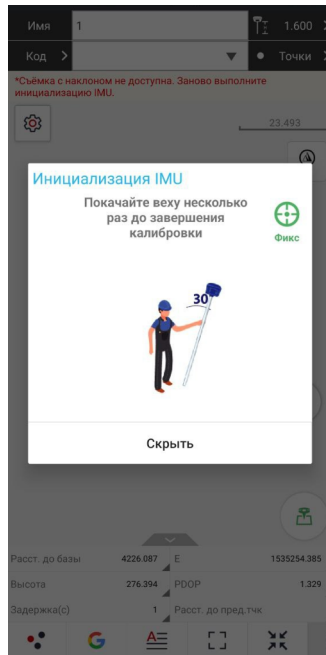 Имя 1 1.600
Код > Точки
*Съёмка с наклоном не доступна. Заново выполните
инициализацию IMU.
23.493
Инициализация IMU
Покачайте веху несколько
раз до завершения
калибровки
Фикс
30
Скрыть
Расст. до базы 4226.087 E 1535254.385
Высота 276.394 PDOP 1.329
Задержка(с) 1 Расст. до пред.тчк